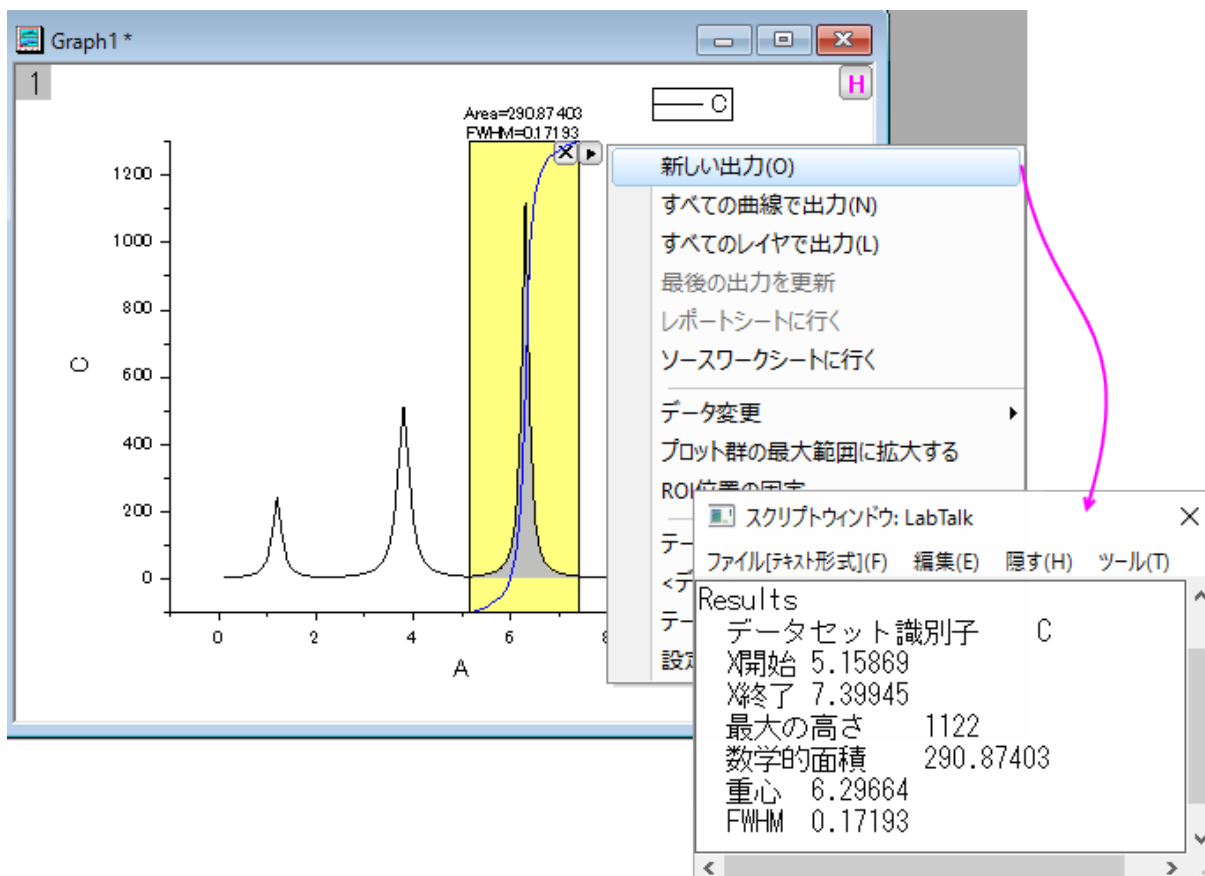 Graph1 *
1
H
C
Area=290.87403
FWHM=0.17193
1200
1000
800
600
400
200
0
C
0
2
4
6
A
新しい出力(O)
すべての曲線で出力(N)
すべてのレイヤで出力(L)
最後の出力を更新
レポートシートに行く
ソースワークシートに行く
データ変更
プロット群の最大範囲に拡大する
ROI位置の固定
スクリプトウィンドウ: LabTalk
ファイル[テキスト形式](F) 編集(E) 隠す(H) ツール(T)
Results
データセット識別子 C
X開始 5.15869
X終了 7.39945
最大の高さ 1122
数学的面積 290.87403
重心 6.29664
FWHM 0.17193